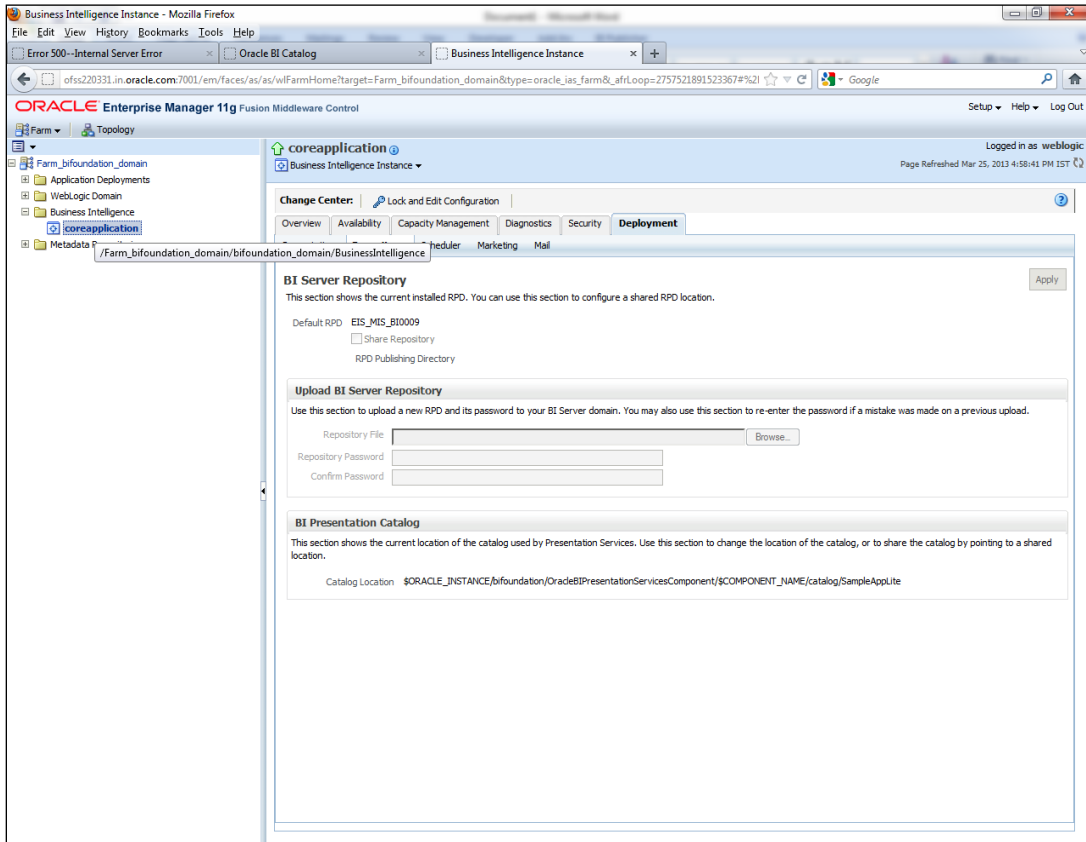 Business Intelligence Instance - Mozilla Firefox
File Edit View History Bookmarks Tools Help
Error 500--Internal Server Error × Oracle BI Catalog × Business Intelligence Instance × +
ofss220331.in.oracle.com:7001/em/faces/as/as/wlFarmHome?target=Farm_bifoundation_domain&type=oracle_ias_farm&_afrLoop=2757521891523367#%2 Google
ORACLE Enterprise Manager 11g Fusion Middleware Control
Setup Help Log Out
Farm Topology
Farm_bifoundation_domain
Application Deployments
WebLogic Domain
Business Intelligence
coreapplication
Metadata
/Farm_bifoundation_domain/bifoundation_domain/BusinessIntelligence
coreapplication
Logged in as weblogic
Business Intelligence Instance
Page Refreshed Mar 25, 2013 4:58:41 PM IST
Change Center: Lock and Edit Configuration
Overview Availability Capacity Management Diagnostics Security Deployment
Marketing Mail
BI Server Repository
Apply
This section shows the current installed RPD. You can use this section to configure a shared RPD location.
Default RPD EIS_MIS_BI0009
Share Repository
RPD Publishing Directory
Upload BI Server Repository
Use this section to upload a new RPD and its password to your BI Server domain. You may also use this section to re-enter the password if a mistake was made on a previous upload.
Repository File Browse...
Repository Password
Confirm Password
BI Presentation Catalog
This section shows the current location of the catalog used by Presentation Services. Use this section to change the location of the catalog, or to share the catalog by pointing to a shared
location.
Catalog Location $ORACLE_INSTANCE/bifoundation/OracleBIPresentationServicesComponent/$COMPONENT_NAME/catalog/SampleAppLite